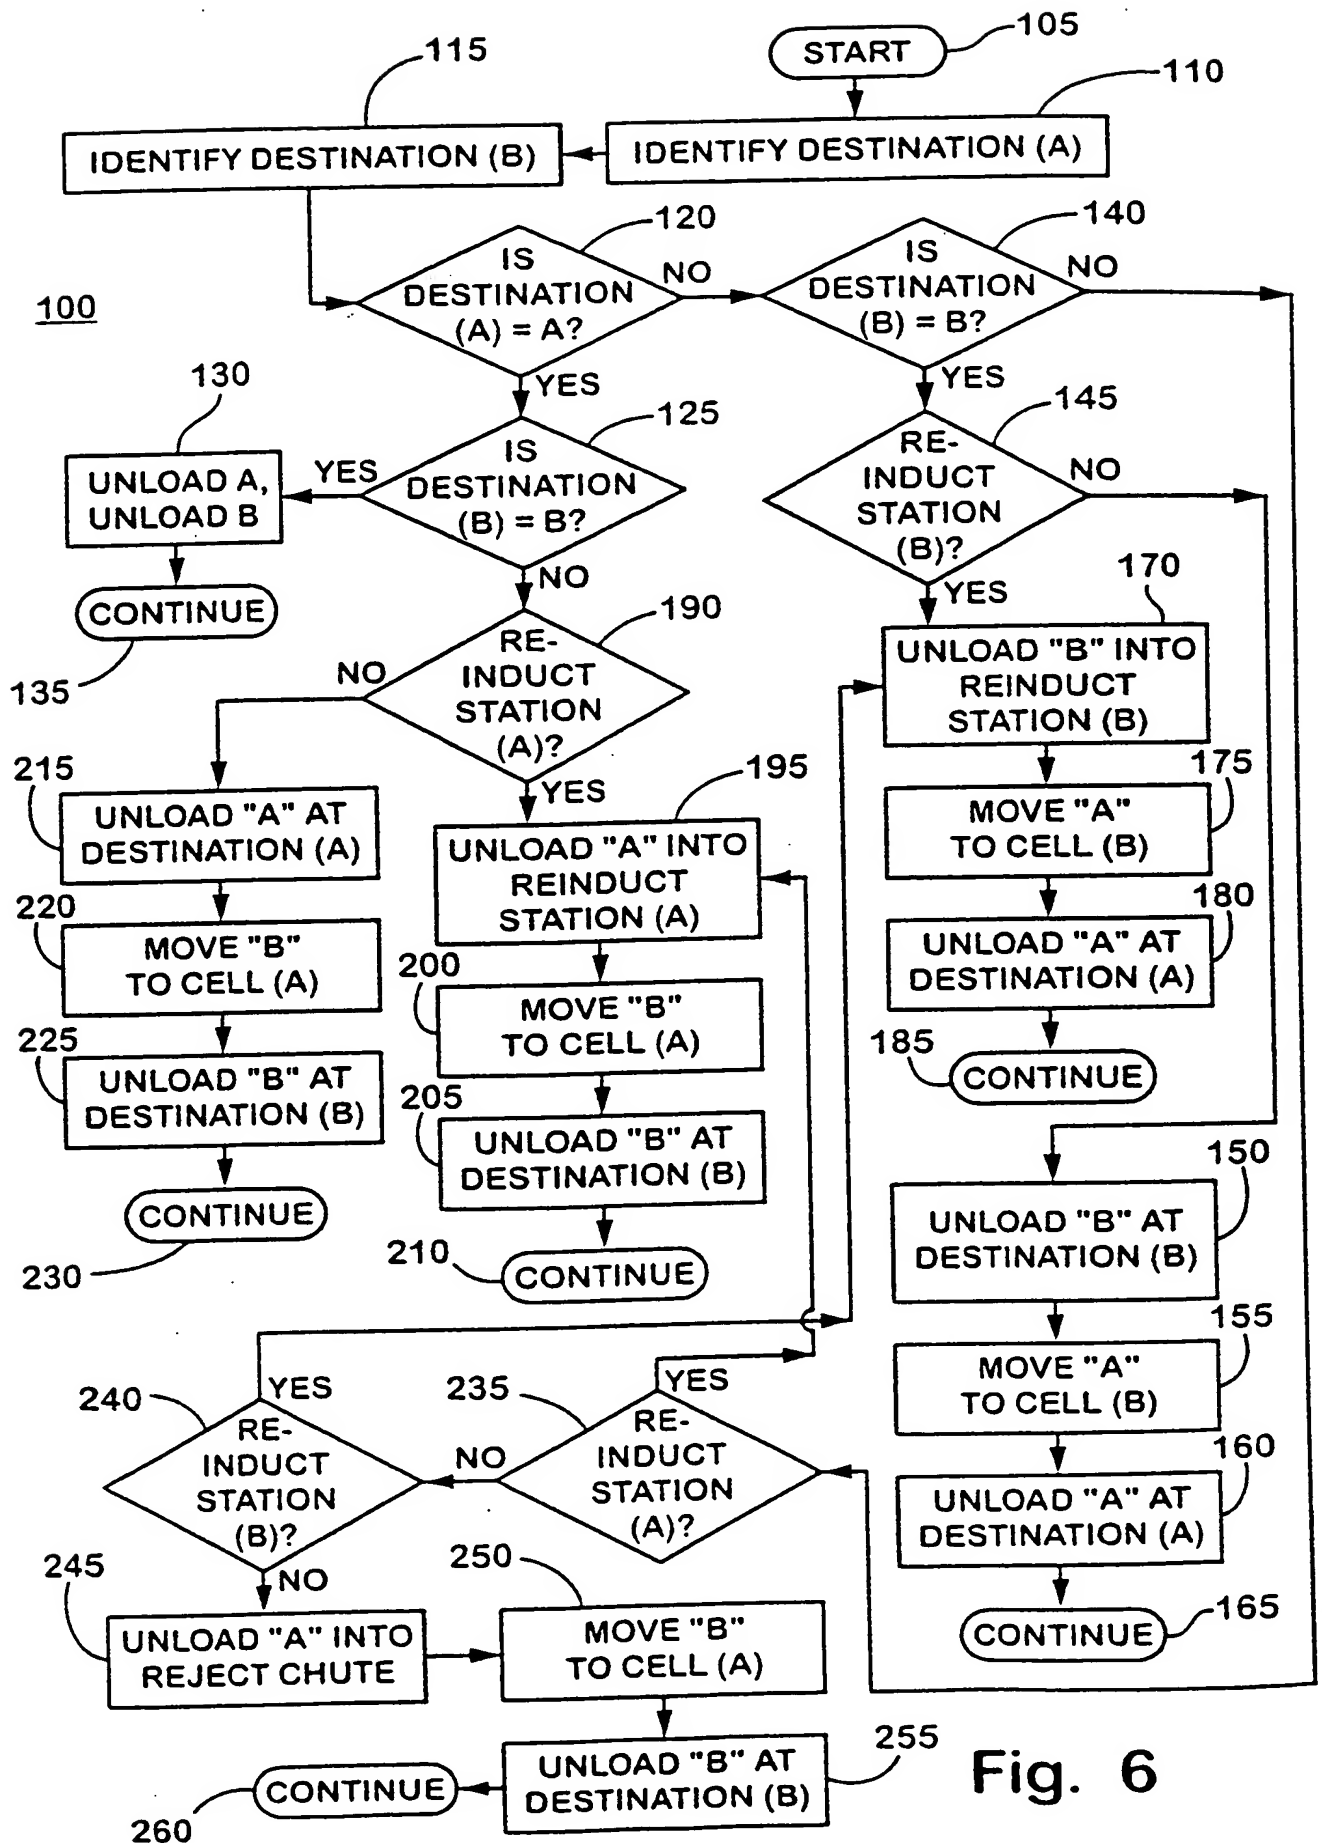 115
START
105
110
IDENTIFY DESTINATION (B)
IDENTIFY DESTINATION (A)
120
140
100
IS
DESTINATION
(A) = A?
NO
IS
DESTINATION
(B) = B?
NO
YES
YES
130
125
145
UNLOAD A,
UNLOAD B
YES
IS
DESTINATION
(B) = B?
RE-
INDUCT
STATION
(B)?
NO
NO
YES
CONTINUE
135
190
170
NO
RE-
INDUCT
STATION
(A)?
UNLOAD "B" INTO
REINDUCT
STATION (B)
YES
215
195
175
UNLOAD "A" AT
DESTINATION (A)
UNLOAD "A" INTO
REINDUCT
STATION (A)
MOVE "A"
TO CELL (B)
220
180
MOVE "B"
TO CELL (A)
200
MOVE "B"
TO CELL (A)
UNLOAD "A" AT
DESTINATION (A)
225
185
UNLOAD "B" AT
DESTINATION (B)
205
UNLOAD "B" AT
DESTINATION (B)
CONTINUE
150
CONTINUE
230
210
CONTINUE
UNLOAD "B" AT
DESTINATION (B)
155
MOVE "A"
TO CELL (B)
240
YES
235
YES
RE-
INDUCT
STATION
(B)?
NO
RE-
INDUCT
STATION
(A)?
160
UNLOAD "A" AT
DESTINATION (A)
245
NO
250
165
CONTINUE
UNLOAD "A" INTO
REJECT CHUTE
MOVE "B"
TO CELL (A)
255
UNLOAD "B" AT
DESTINATION (B)
CONTINUE
260
Fig. 6